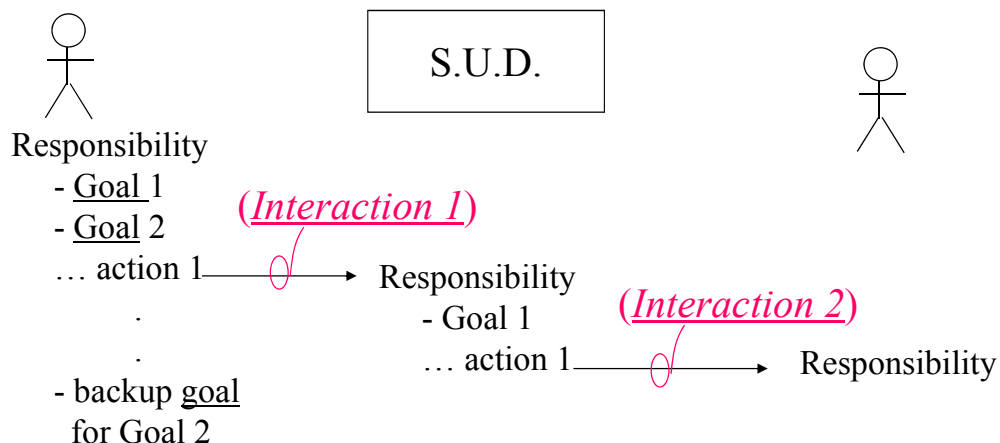 S.U.D.
Responsibility
- Goal 1
- Goal 2
… action 1
.
.
- backup goal
for Goal 2
(Interaction 1)
Responsibility
- Goal 1
… action 1
(Interaction 2)
Responsibility